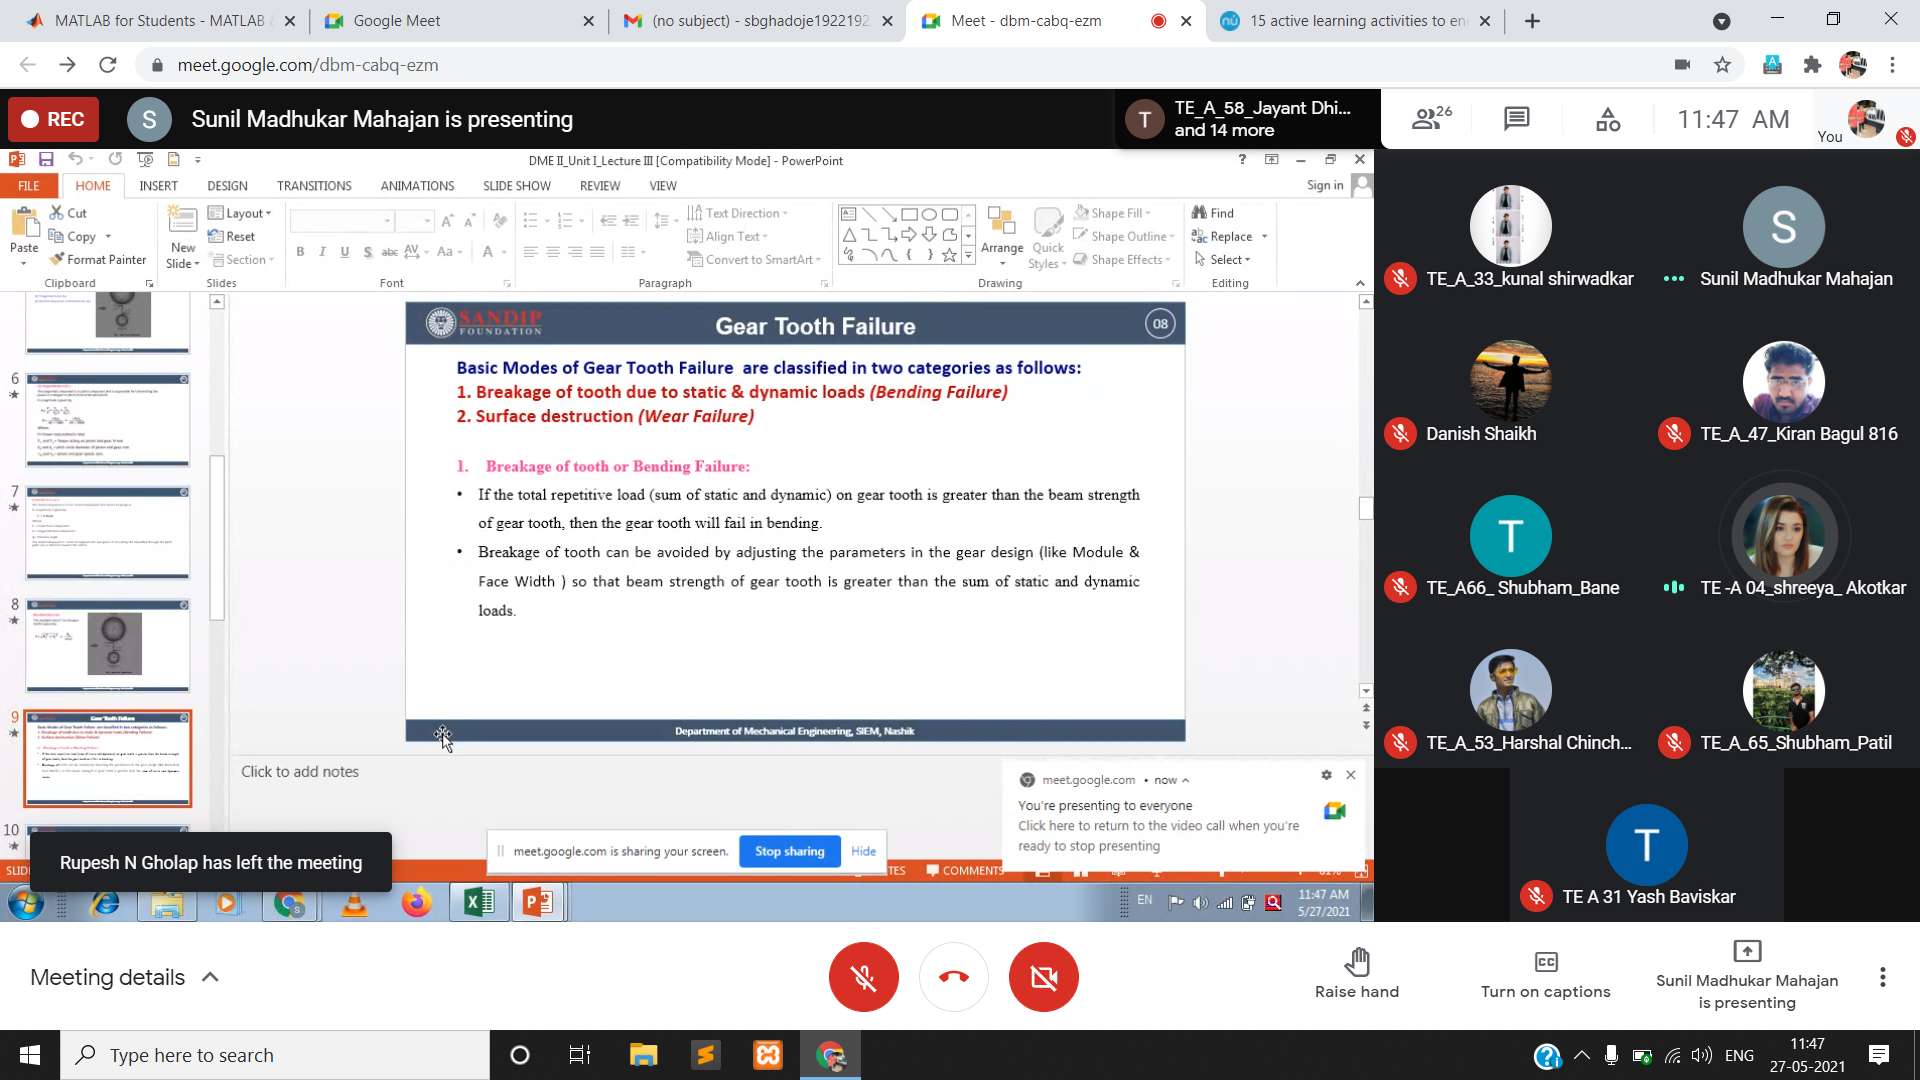 MATLAB for Students - MATLAB &
Google Meet
(no subject) - sbghadoje1922192
Meet - dbm-cabq-ezm
15 active learning activities to en
meet.google.com/dbm-cabq-ezm
REC
S
Sunil Madhukar Mahajan is presenting
T
TE_A_58_Jayant Dhi...
and 14 more
26
11:47 AM
You
DME II_Unit I_Lecture III [Compatibility Mode] - PowerPoint
FILE
HOME
INSERT
DESIGN
TRANSITIONS
ANIMATIONS
SLIDE SHOW
REVIEW
VIEW
Sign in
Paste
Cut
Copy
Format Painter
Clipboard
New
Slide
Layout
Reset
Section
Slides
Font
Text Direction
Align Text
Convert to SmartArt
Paragraph
Arrange
Quick
Styles
Shape Fill
Shape Outline
Shape Effects
Drawing
Find
Replace
Select
Editing
6
7
8
9
10
SANDIP
FOUNDATION
Gear Tooth Failure
08
Basic Modes of Gear Tooth Failure are classified in two categories as follows:
1. Breakage of tooth due to static & dynamic loads (Bending Failure)
2. Surface destruction (Wear Failure)
1. Breakage of tooth or Bending Failure:
• If the total repetitive load (sum of static and dynamic) on gear tooth is greater than the beam strength
of gear tooth, then the gear tooth will fail in bending.
• Breakage of tooth can be avoided by adjusting the parameters in the gear design (like Module &
Face Width ) so that beam strength of gear tooth is greater than the sum of static and dynamic
loads.
Department of Mechanical Engineering, SIEM, Nashik
Click to add notes
meet.google.com • now
You're presenting to everyone
Click here to return to the video call when you're
ready to stop presenting
meet.google.com is sharing your screen.
Stop sharing
Hide
Rupesh N Gholap has left the meeting
COMMENTS
EN
11:47 AM
5/27/2021
TE_A_33_kunal shirwadkar
S
Sunil Madhukar Mahajan
Danish Shaikh
TE_A_47_Kiran Bagul 816
T
TE_A66_ Shubham_Bane
TE -A 04_shreeya_ Akotkar
TE_A_53_Harshal Chinch...
TE_A_65_Shubham_Patil
T
TE A 31 Yash Baviskar
Meeting details
Raise hand
Turn on captions
Sunil Madhukar Mahajan
is presenting
Type here to search
ENG
11:47
27-05-2021